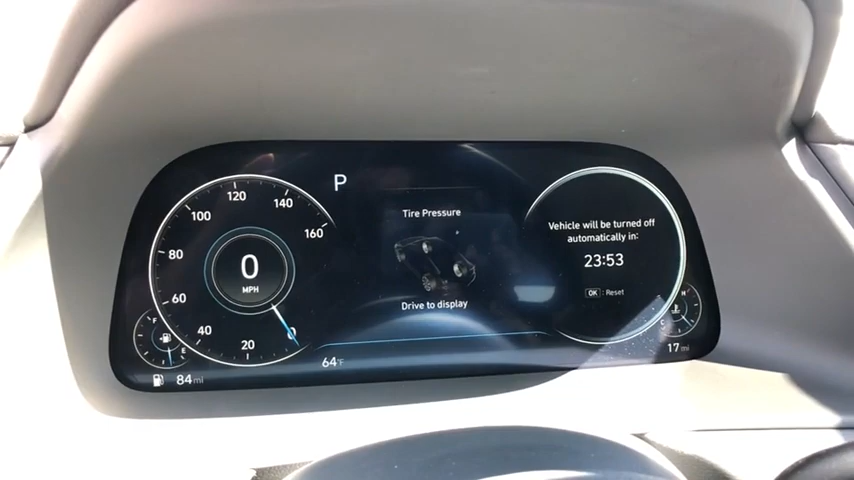 120
100
140
160
80
60
40
20
0
0
MPH
F
E
84mi
P
Tire Pressure
Drive to display
64°F
Vehicle will be turned off
automatically in:
23:53
OK : Reset
H
C
17mi